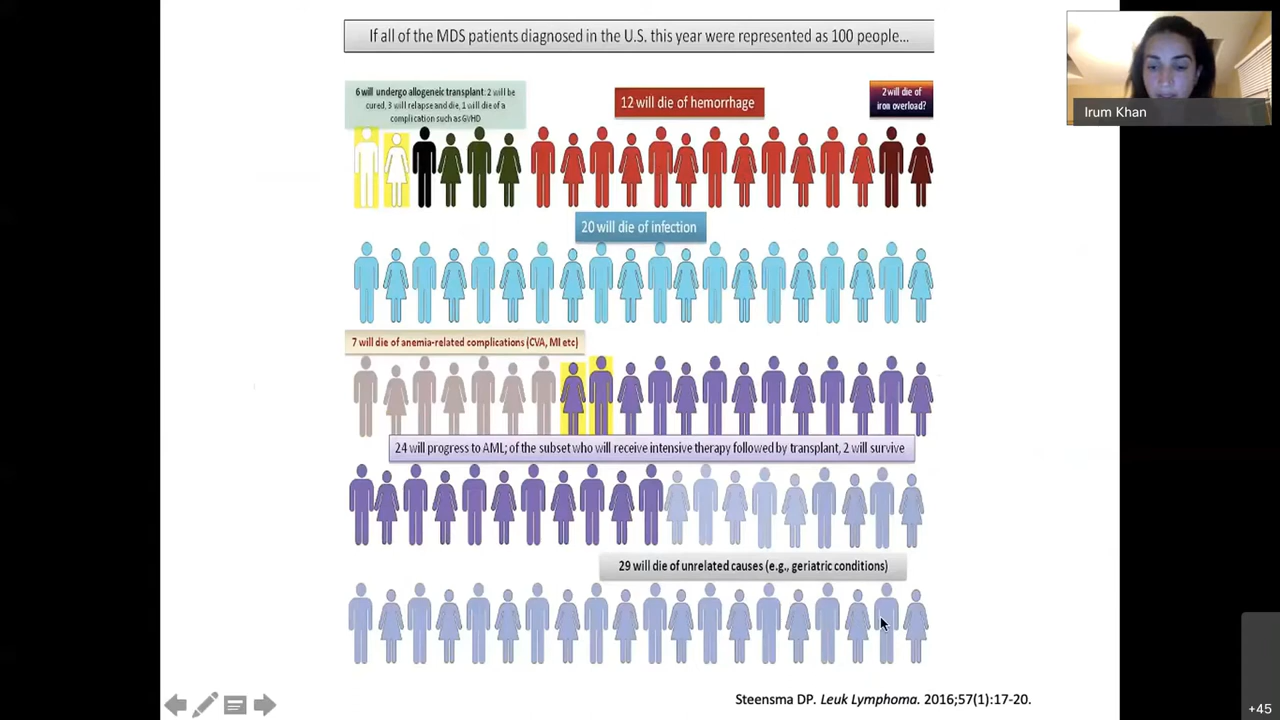 If all of the MDS patients diagnosed in the U.S. this year were represented as 100 people...
6 will undergo allogeneic transplant: 2 will be
cured, 3 will relapse and die, 1 will die of a
complication such as GVHD
12 will die of hemorrhage
2 will die of
iron overload?
Irum Khan
20 will die of infection
7 will die of anemia-related complications (CVA, MI etc)
24 will progress to AML; of the subset who will receive intensive therapy followed by transplant, 2 will survive
29 will die of unrelated causes (e.g., geriatric conditions)
Steensma DP. Leuk Lymphoma. 2016;57(1):17-20.
+45